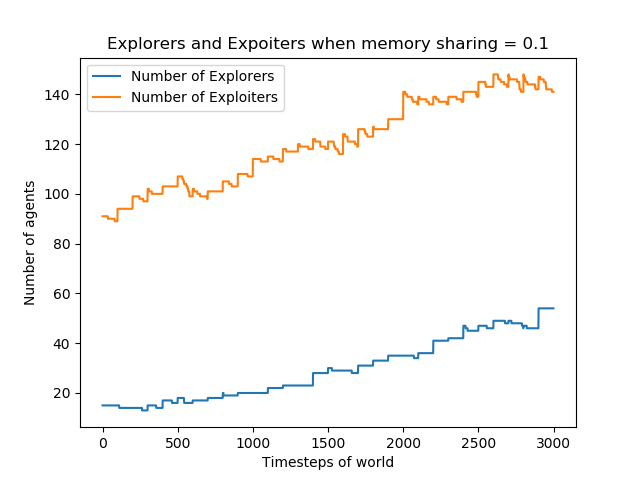 Explorers and Expoiters when memory sharing = 0.1
Number of Explorers
Number of Exploiters
140
120
100
80
60
40
20
Number of agents
0 500 1000 1500 2000 2500 3000
Timesteps of world